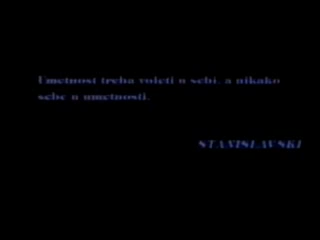 Umetnost treba voleti u sebi, a nikako
sebe u umetnosti.
STANISLAVSKI